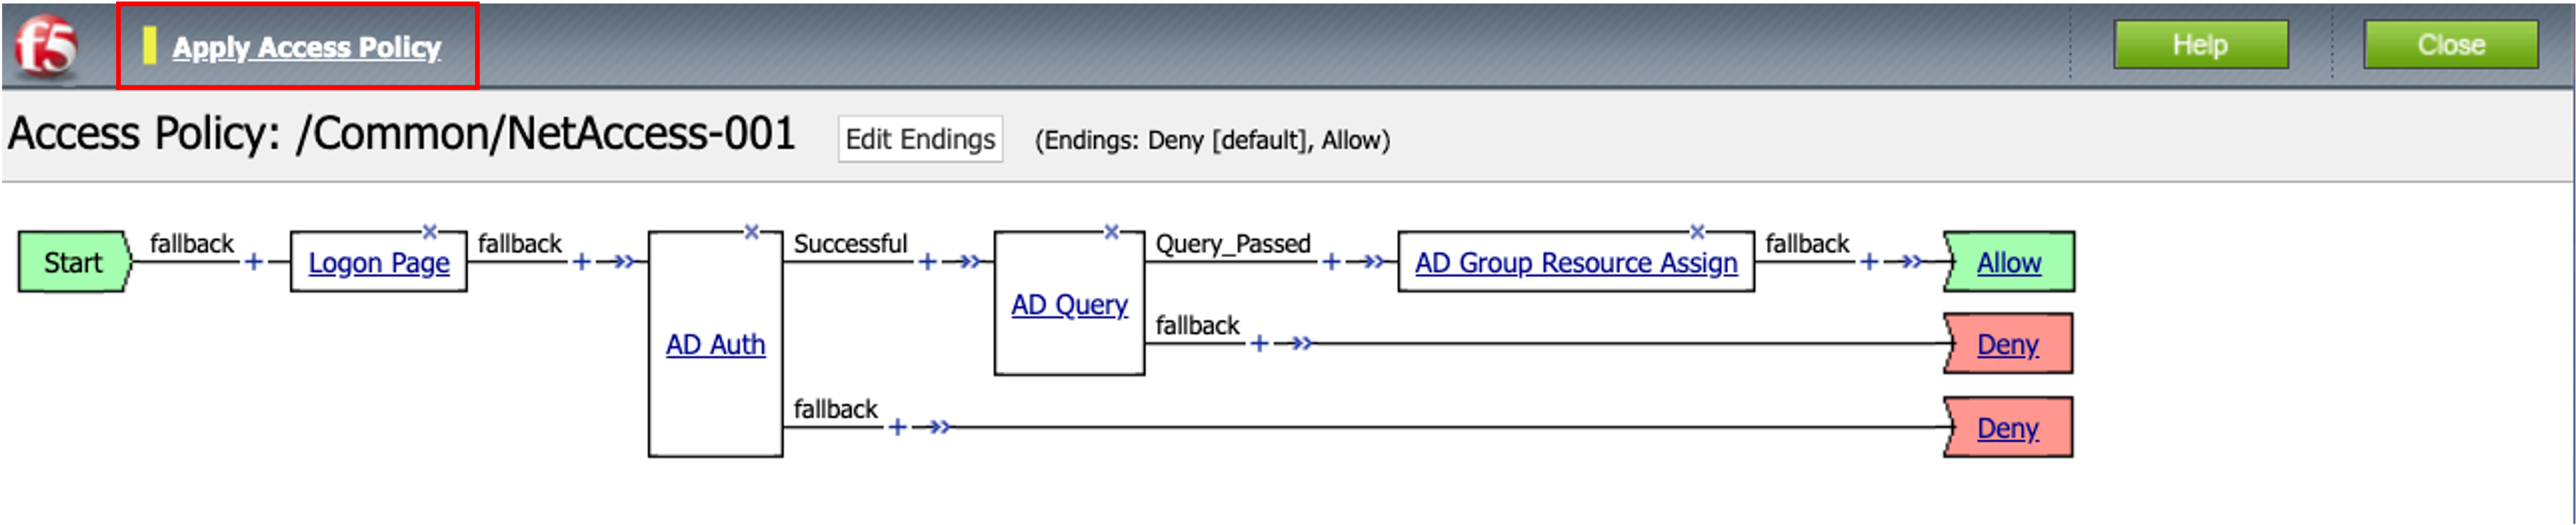 f5 Apply Access Policy Help Close
Access Policy: /Common/NetAccess-001 Edit Endings (Endings: Deny [default], Allow)
Start fallback + Logon Page fallback + AD Auth Successful + AD Query Query_Passed + AD Group Resource Assign fallback + Allow
fallback + Deny
fallback + Deny